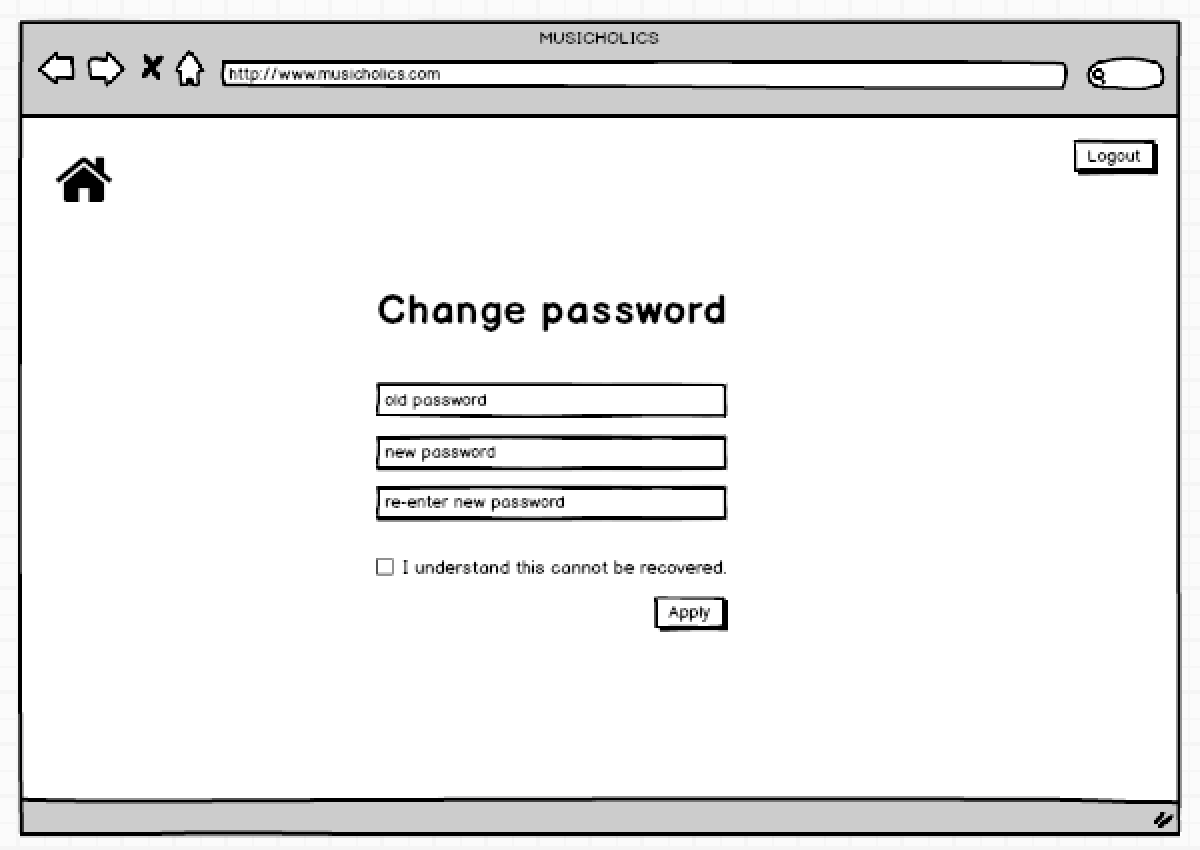 MUSICHOLICS
http://www.musicholics.com
Logout
Change password
old password
new password
re-enter new password
I understand this cannot be recovered.
Apply